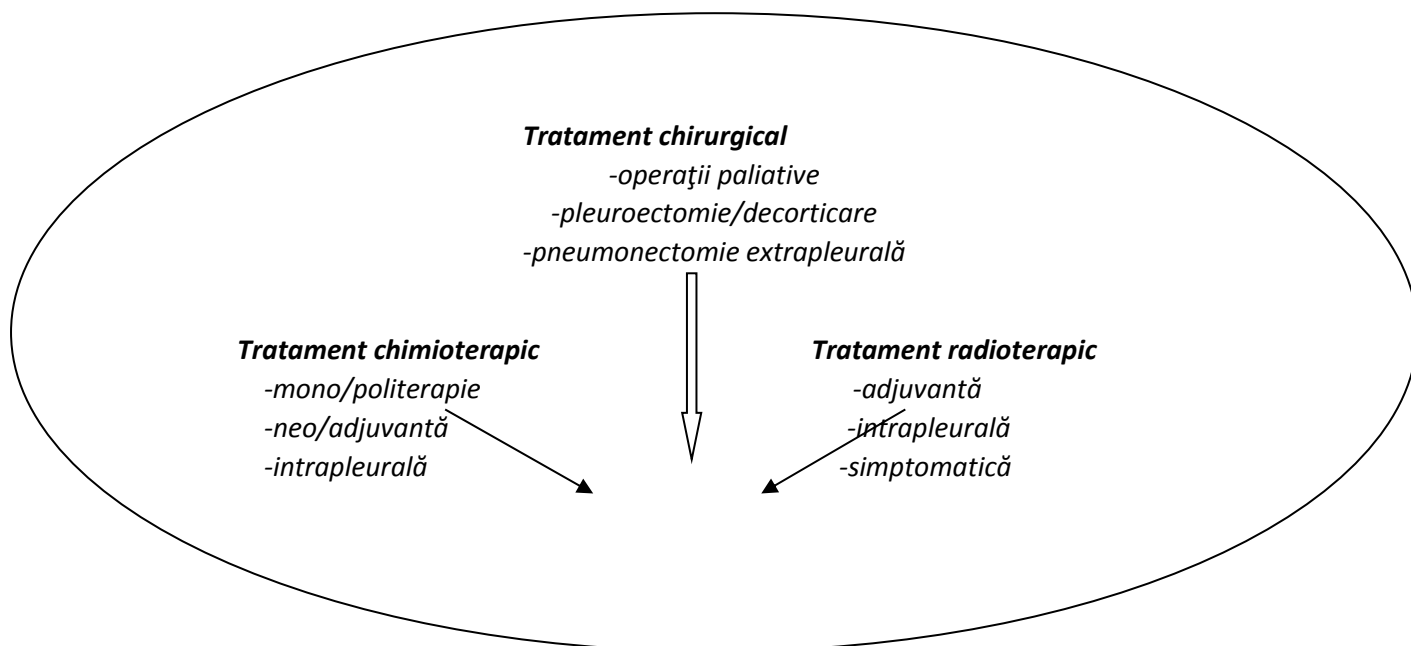 Tratament chirurgical
-operaţii paliative
-pleuroectomie/decorticare
-pneumonectomie extrapleurală
Tratament chimioterapic
-mono/politerapie
-neo/adjuvantă
-intrapleurală
Tratament radioterapic
-adjuvantă
-intrapleurală
-simptomatică